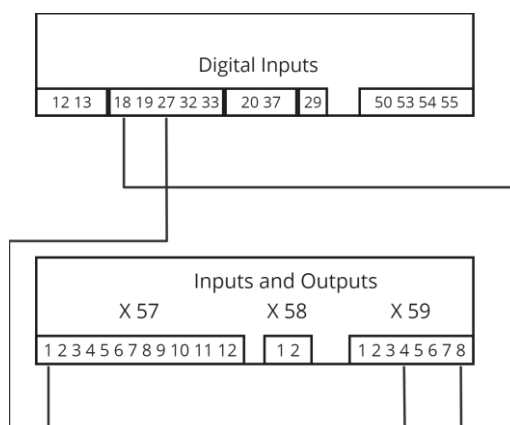 Digital Inputs
12 13 18 19 27 32 33 20 37 29 50 53 54 55
Inputs and Outputs
X 57 X 58 X 59
1 2 3 4 5 6 7 8 9 10 11 12 1 2 1 2 3 4 5 6 7 8